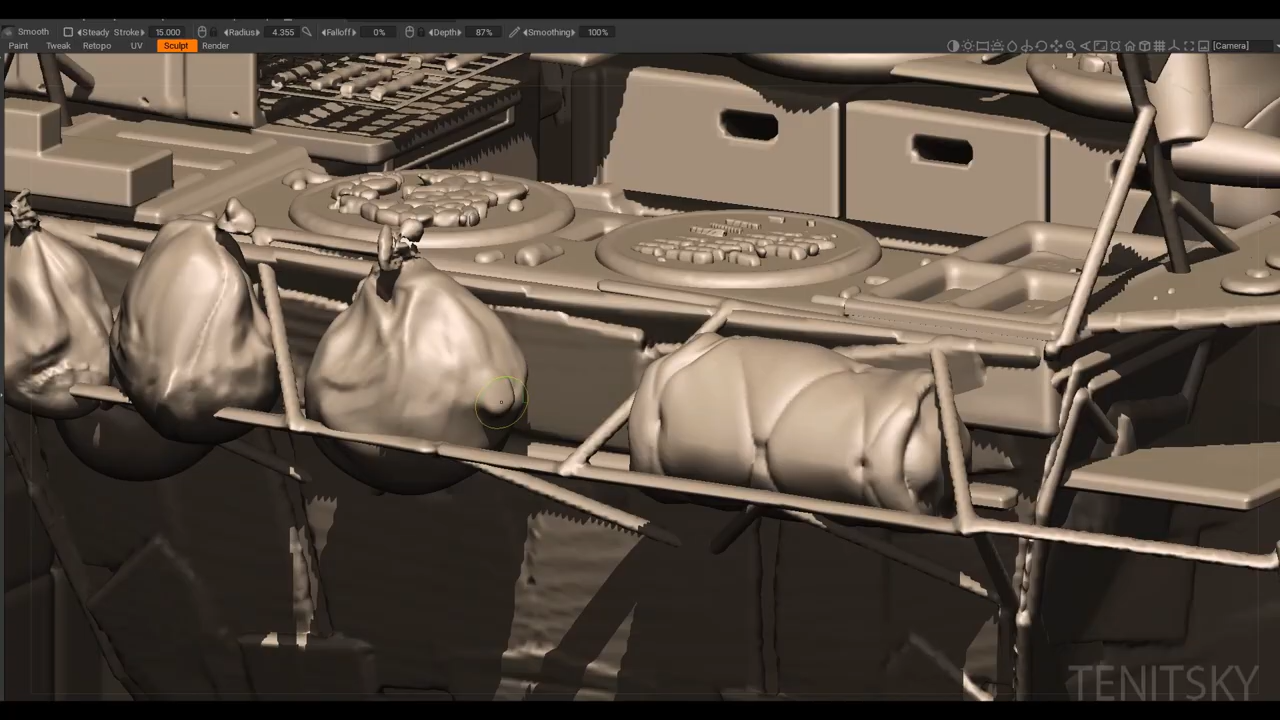 Smooth Steady Stroke 15.000 Radius 4.355 Falloff 0% Depth 87% Smoothing 100%
Paint Tweak Retopo UV Sculpt Render [Camera]
TENITSKY